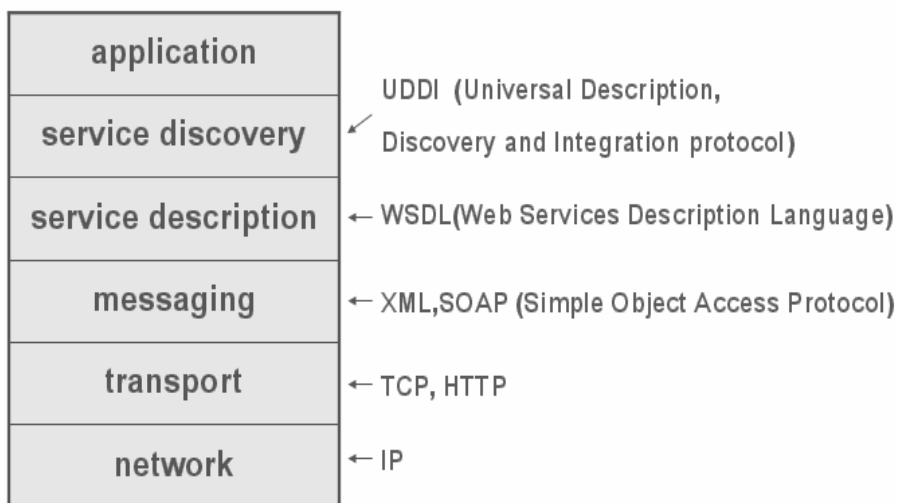 application
service discovery
UDDI (Universal Description,
Discovery and Integration protocol)
service description
WSDL(Web Services Description Language)
messaging
XML,SOAP (Simple Object Access Protocol)
transport
TCP, HTTP
network
IP